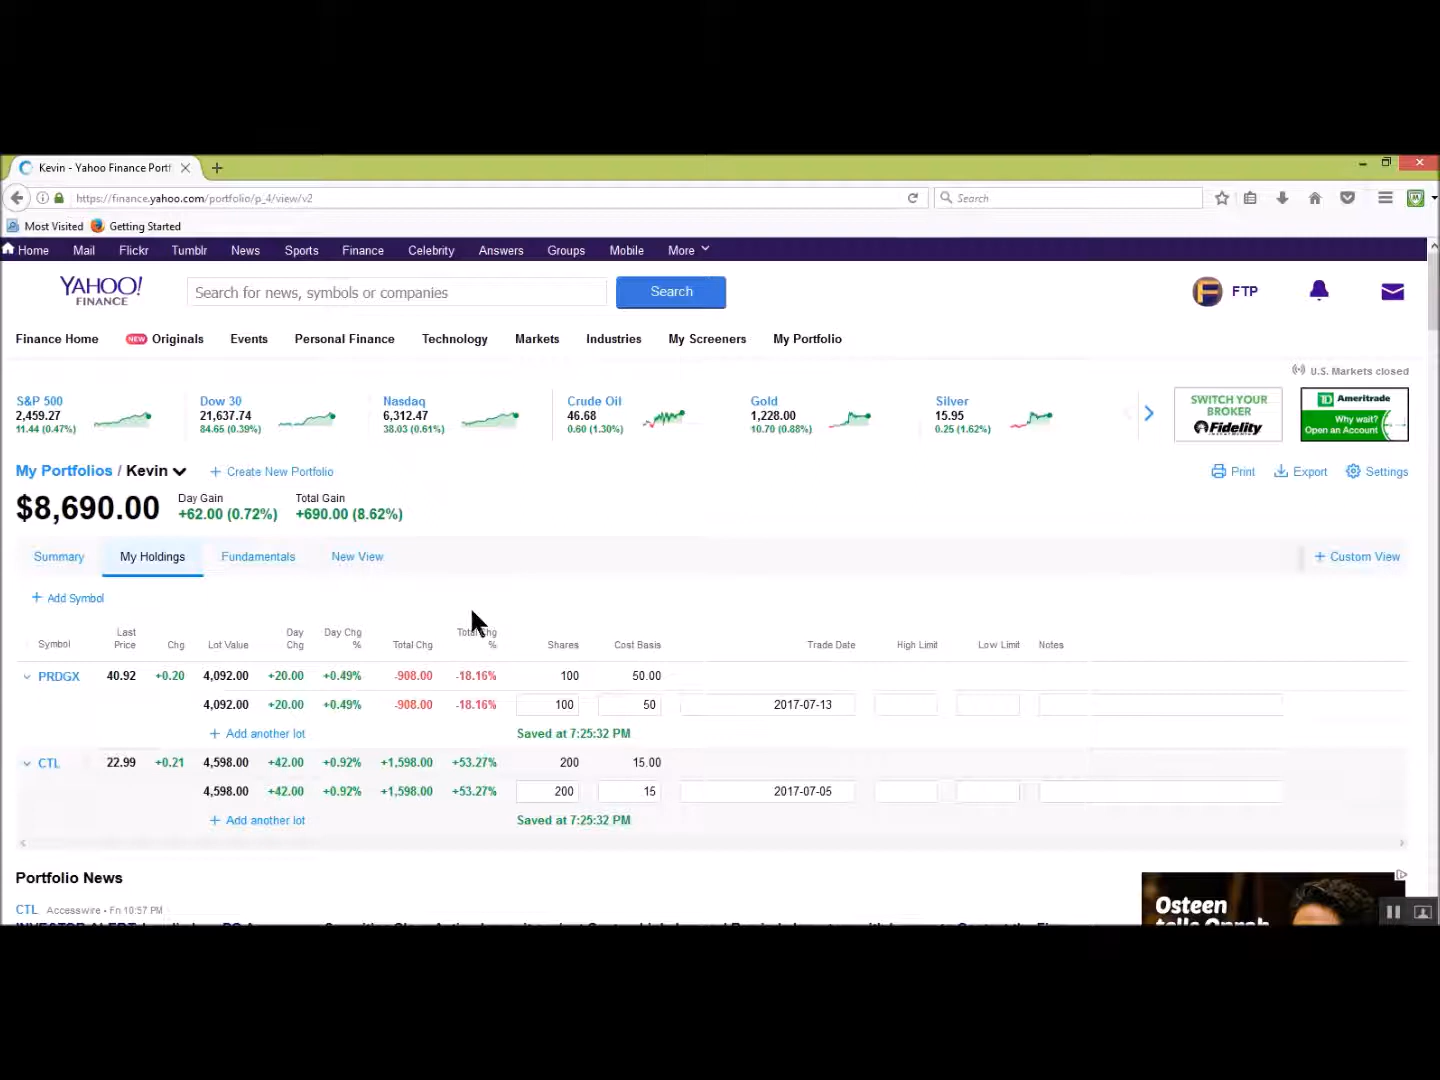 Kevin - Yahoo Finance Portf
https://finance.yahoo.com/portfolio/p_4/view/v2
Search
Most Visited Getting Started
Home Mail Flickr Tumblr News Sports Finance Celebrity Answers Groups Mobile More
YAHOO!
FINANCE
Search for news, symbols or companies
Search
FTP
Finance Home NEW Originals Events Personal Finance Technology Markets Industries My Screeners My Portfolio
U.S. Markets closed
S&P 500 Dow 30 Nasdaq Crude Oil Gold Silver
2,459.27 21,637.74 6,312.47 46.68 1,228.00 15.95
11.44 (0.47%) 84.65 (0.39%) 38.03 (0.61%) 0.60 (1.30%) 10.70 (0.88%) 0.25 (1.62%)
SWITCH YOUR
BROKER
Fidelity
TD Ameritrade
Why wait?
Open an Account
My Portfolios / Kevin + Create New Portfolio Print Export Settings
$8,690.00
Day Gain Total Gain
+62.00 (0.72%) +690.00 (8.62%)
Summary My Holdings Fundamentals New View + Custom View
+ Add Symbol
Symbol Last Price Chg Lot Value Day Chg Day Chg % Total Chg Total Chg % Shares Cost Basis Trade Date High Limit Low Limit Notes
PRDGX 40.92 +0.20 4,092.00 +20.00 +0.49% -908.00 -18.16% 100 50.00
4,092.00 +20.00 +0.49% -908.00 -18.16% 100 50 2017-07-13
+ Add another lot Saved at 7:25:32 PM
CTL 22.99 +0.21 4,598.00 +42.00 +0.92% +1,598.00 +53.27% 200 15.00
4,598.00 +42.00 +0.92% +1,598.00 +53.27% 200 15 2017-07-05
+ Add another lot Saved at 7:25:32 PM
Portfolio News
CTL Accesswire • Fri 10:57 PM
Osteen
tells Oprah